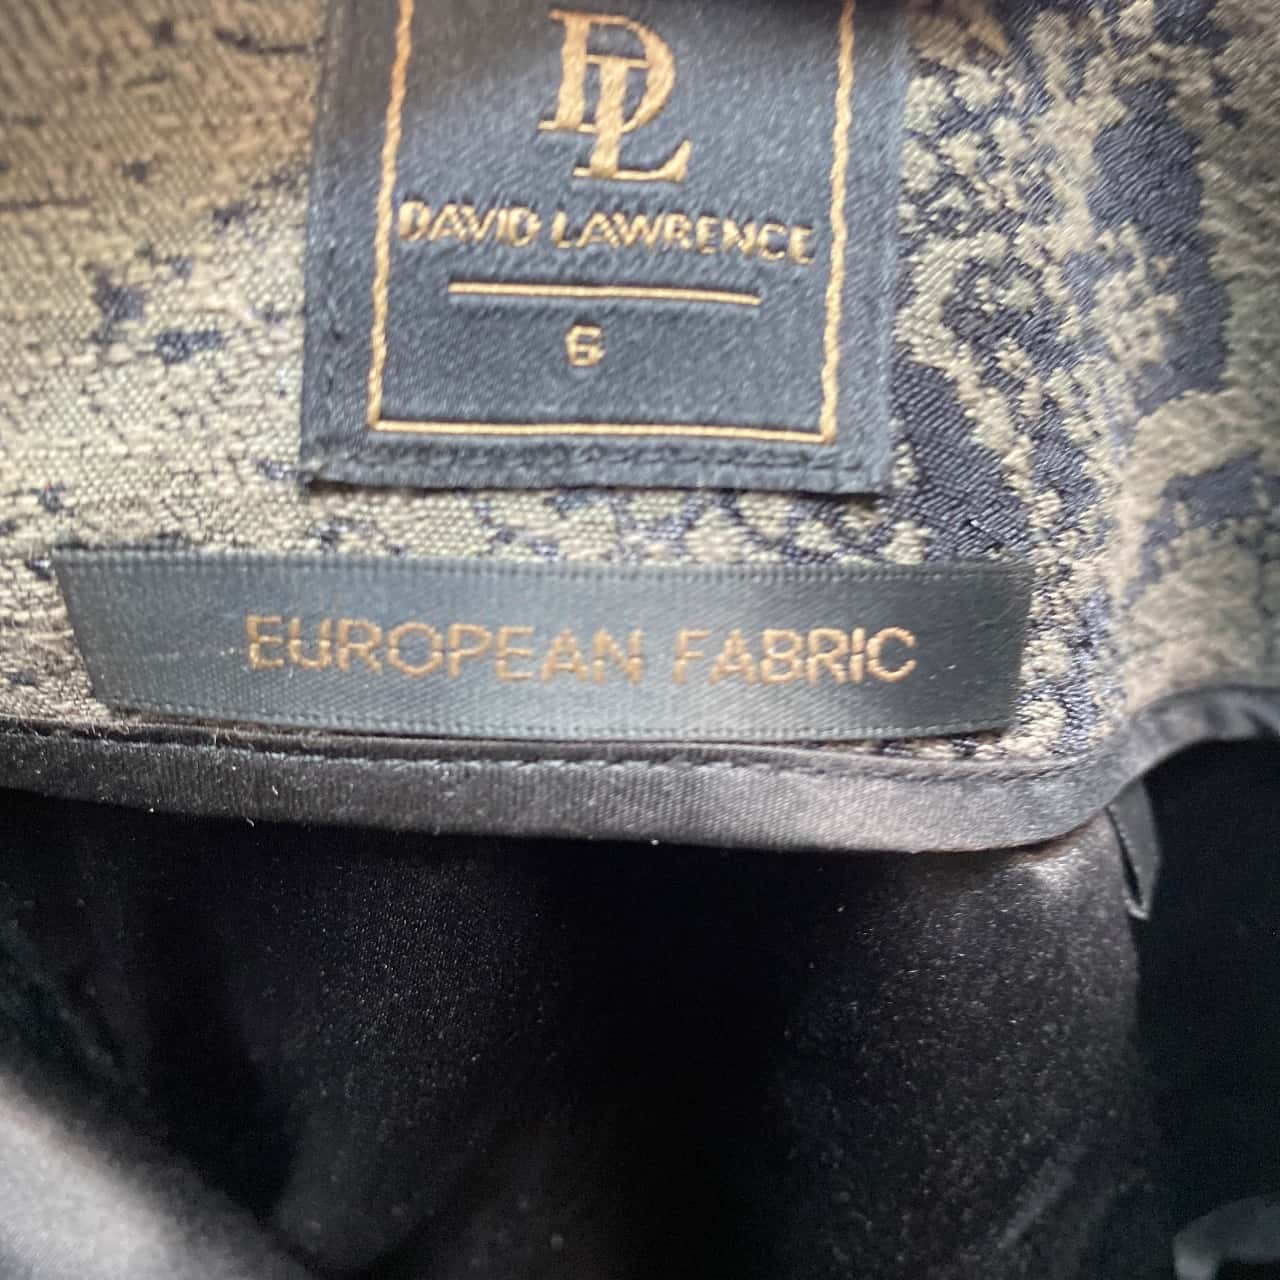 DL
DAVID LAWRENCE
6
EUROPEAN FABRIC